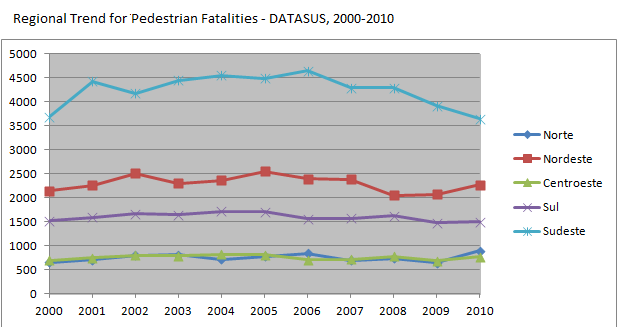 Regional Trend for Pedestrian Fatalities - DATASUS, 2000-2010
5000
4500
4000
3500
3000
2500
2000
1500
1000
500
0
2000 2001 2002 2003 2004 2005 2006 2007 2008 2009 2010
Norte
Nordeste
Centroeste
Sul
Sudeste